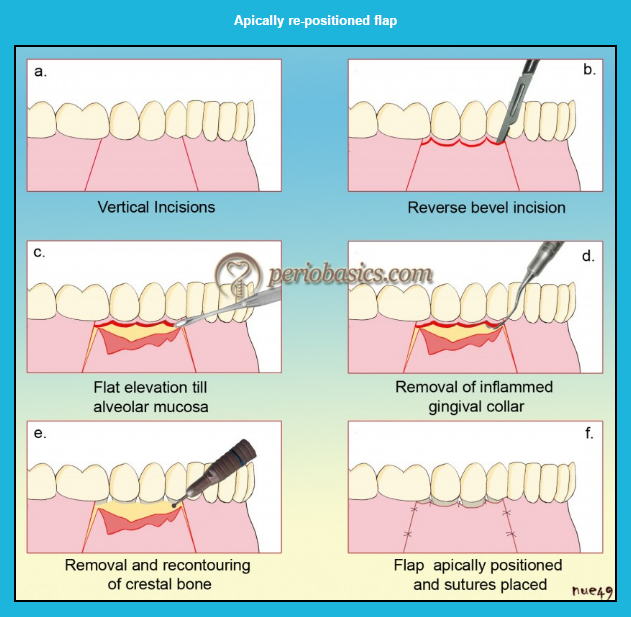 Apically re-positioned flap
a.
Vertical Incisions
b.
Reverse bevel incision
c.
periobasics.com
Flat elevation till
alveolar mucosa
d.
Removal of inflammed
gingival collar
e.
Removal and recontouring
of crestal bone
f.
Flap apically positioned
and sutures placed
nue49